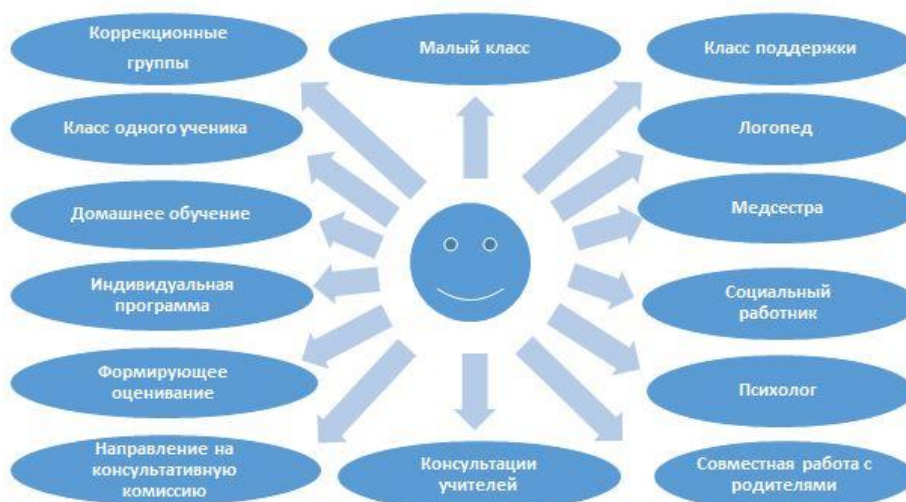 Коррекционные
группы
Малый класс
Класс поддержки
Класс одного ученика
Логопед
Домашнее обучение
Медсестра
Индивидуальная
программа
Социальный
работник
Формирующее
оценивание
Психолог
Направление на
консультативную
комиссию
Консультации
учителей
Совместная работа с
родителями